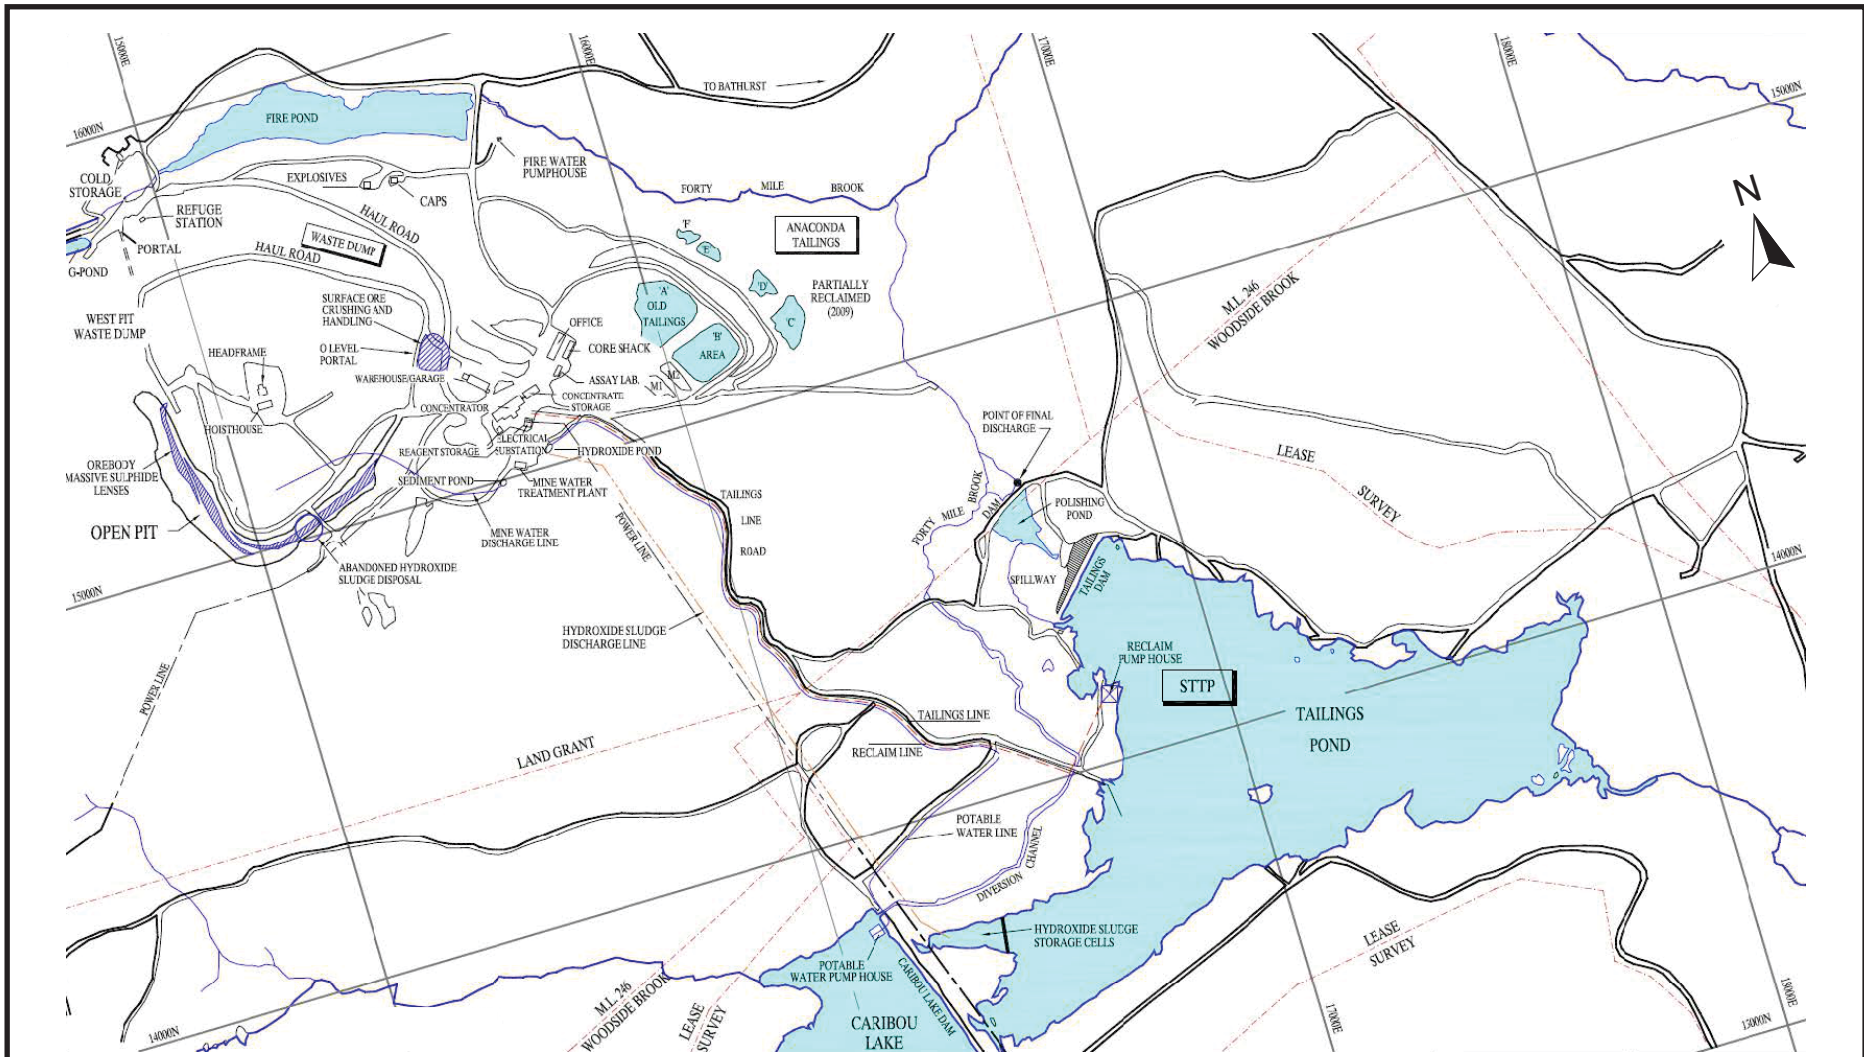 15000E
16000E
17000E
18000E
TO BATHURST
15000N
16000N
FIRE POND
FIRE WATER
PUMPHOUSE
COLD
STORAGE
EXPLOSIVES
CAPS
REFUGE
STATION
HAUL ROAD
FORTY MILE BROOK
N
'F'
'E'
ANACONDA
TAILINGS
PORTAL
WASTE DUMP
HAUL ROAD
G-POND
'D'
PARTIALLY
RECLAIMED
(2009)
'C'
M.L. 246
WOODSIDE BROOK
SURFACE ORE
CRUSHING AND
HANDLING
'A'
OLD
TAILINGS
'B'
AREA
WEST PIT
WASTE DUMP
OFFICE
CORE SHACK
HEADFRAME
O LEVEL
PORTAL
WAREHOUSE/GARAGE
ASSAY LAB.
M2
M1
CONCENTRATE
STORAGE
CONCENTRATOR
POINT OF FINAL
DISCHARGE
HOISTHOUSE
ELECTRICAL
SUBSTATION
REAGENT STORAGE
HYDROXIDE POND
LEASE
SURVEY
OREBODY
MASSIVE SULPHIDE
LENSES
SEDIMENT POND
MINE WATER
TREATMENT PLANT
TAILINGS
LINE
ROAD
FORTY MILE BROOK
DAM
POLISHING
POND
OPEN PIT
MINE WATER
DISCHARGE LINE
POWER LINE
14000N
ABANDONED HYDROXIDE
SLUDGE DISPOSAL
SPILLWAY
TAILINGS
DAM
15000N
HYDROXIDE SLUDGE
DISCHARGE LINE
RECLAIM
PUMP HOUSE
STTP
POWER LINE
TAILINGS LINE
TAILINGS
POND
LAND GRANT
RECLAIM LINE
POTABLE
WATER LINE
DIVERSION CHANNEL
HYDROXIDE SLUDGE
STORAGE CELLS
LEASE
SURVEY
POTABLE
WATER PUMP HOUSE
CARIBOU LAKE DAM
M.L. 246
WOODSIDE BROOK
LEASE
SURVEY
CARIBOU
LAKE
14000N
17000E
13000E
13000N